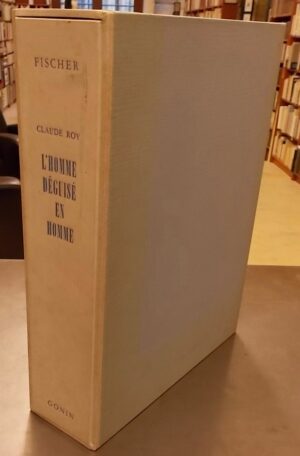 FISCHER
CLAUDE ROY
L'HOMME
DÉGUISÉ
EN
HOMME
GONIN